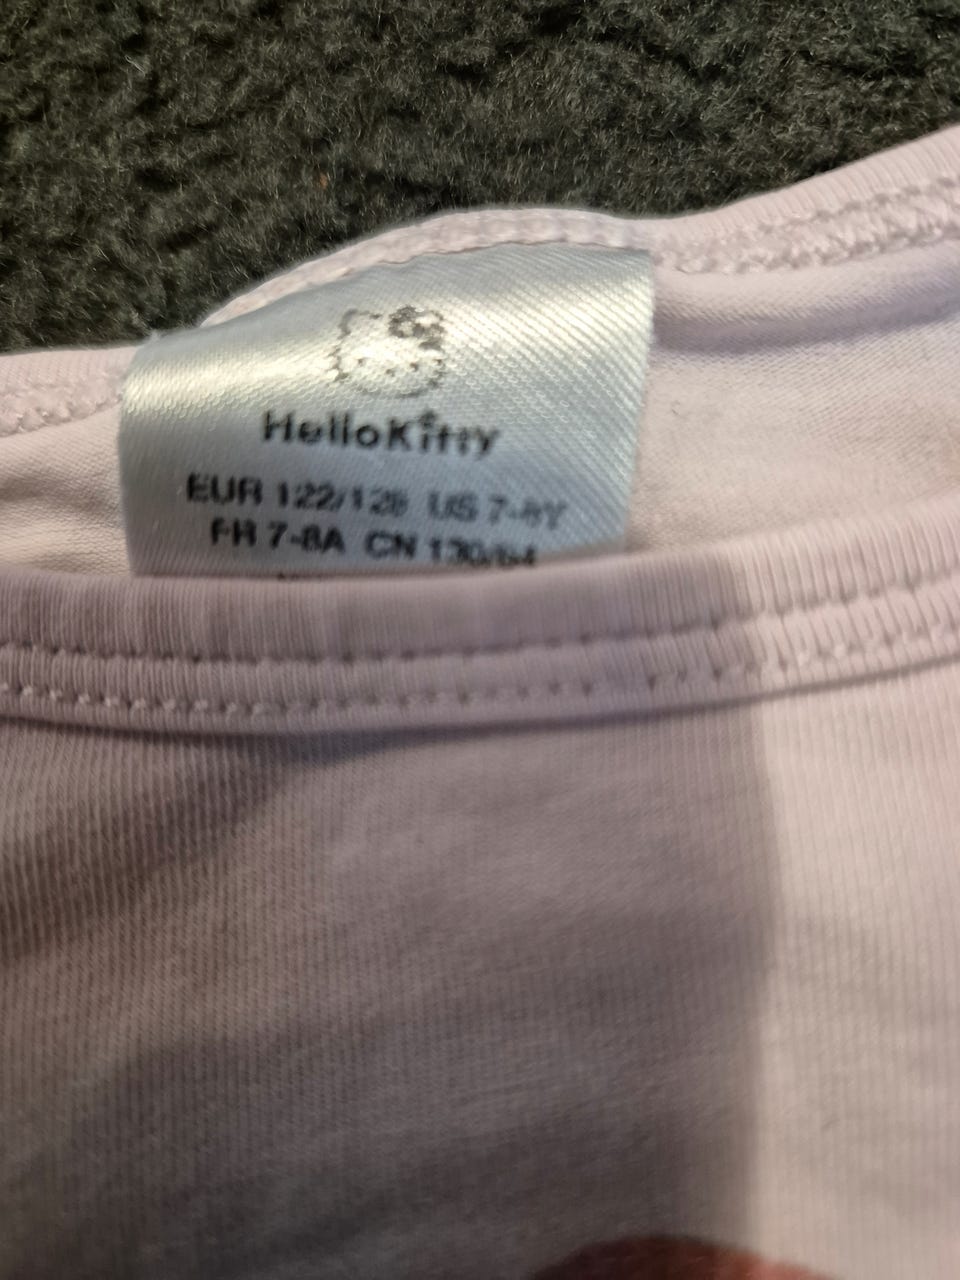 HelloKitty
EUR 122/128 US 7-8Y
FR 7-8A CN 130/64